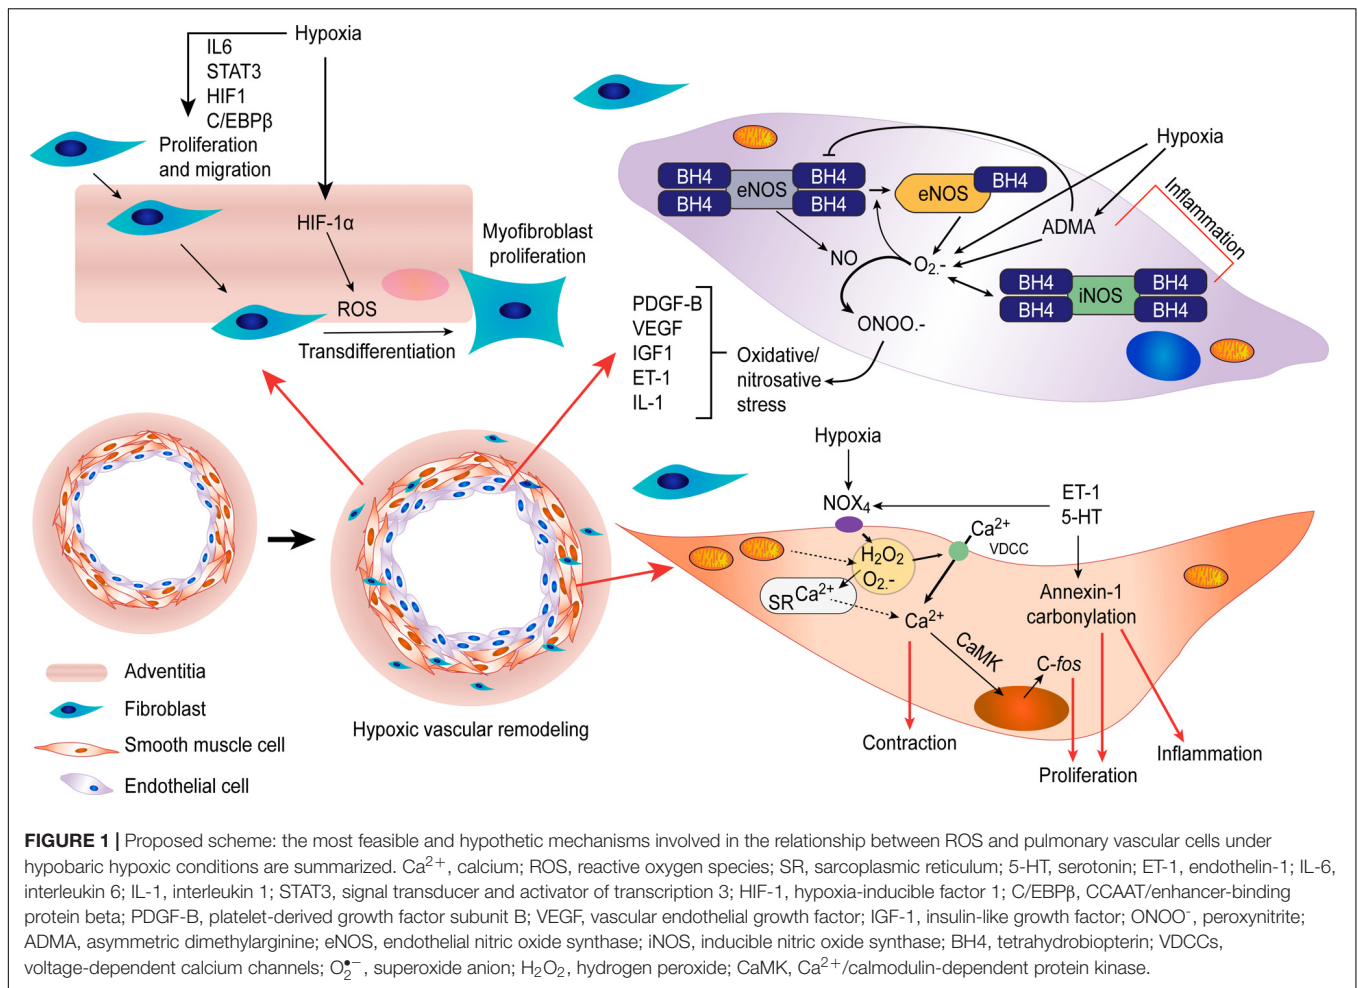 Hypoxia
IL6
STAT3
HIF1
C/EBPβ
Proliferation
and migration
HIF-1α
ROS
Transdifferentiation
Myofibroblast
proliferation
Hypoxia
BH4
BH4
eNOS
BH4
BH4
eNOS
BH4
NO
O2.-
ADMA
Inflammation
BH4
BH4
iNOS
BH4
BH4
ONOO.-
PDGF-B
VEGF
IGF1
ET-1
IL-1
Oxidative/
nitrosative
stress
Hypoxia
NOX4
ET-1
5-HT
Ca2+
VDCC
H2O2
O2.-
SR Ca2+
Ca2+
CaMK
C-fos
Annexin-1
carbonylation
Contraction
Proliferation
Inflammation
Adventitia
Fibroblast
Smooth muscle cell
Endothelial cell
Hypoxic vascular remodeling
FIGURE 1 | Proposed scheme: the most feasible and hypothetic mechanisms involved in the relationship between ROS and pulmonary vascular cells under
hypobaric hypoxic conditions are summarized. Ca2+, calcium; ROS, reactive oxygen species; SR, sarcoplasmic reticulum; 5-HT, serotonin; ET-1, endothelin-1; IL-6,
interleukin 6; IL-1, interleukin 1; STAT3, signal transducer and activator of transcription 3; HIF-1, hypoxia-inducible factor 1; C/EBPβ, CCAAT/enhancer-binding
protein beta; PDGF-B, platelet-derived growth factor subunit B; VEGF, vascular endothelial growth factor; IGF-1, insulin-like growth factor; ONOO-, peroxynitrite;
ADMA, asymmetric dimethylarginine; eNOS, endothelial nitric oxide synthase; iNOS, inducible nitric oxide synthase; BH4, tetrahydrobiopterin; VDCCs,
voltage-dependent calcium channels; O2•−, superoxide anion; H2O2, hydrogen peroxide; CaMK, Ca2+/calmodulin-dependent protein kinase.